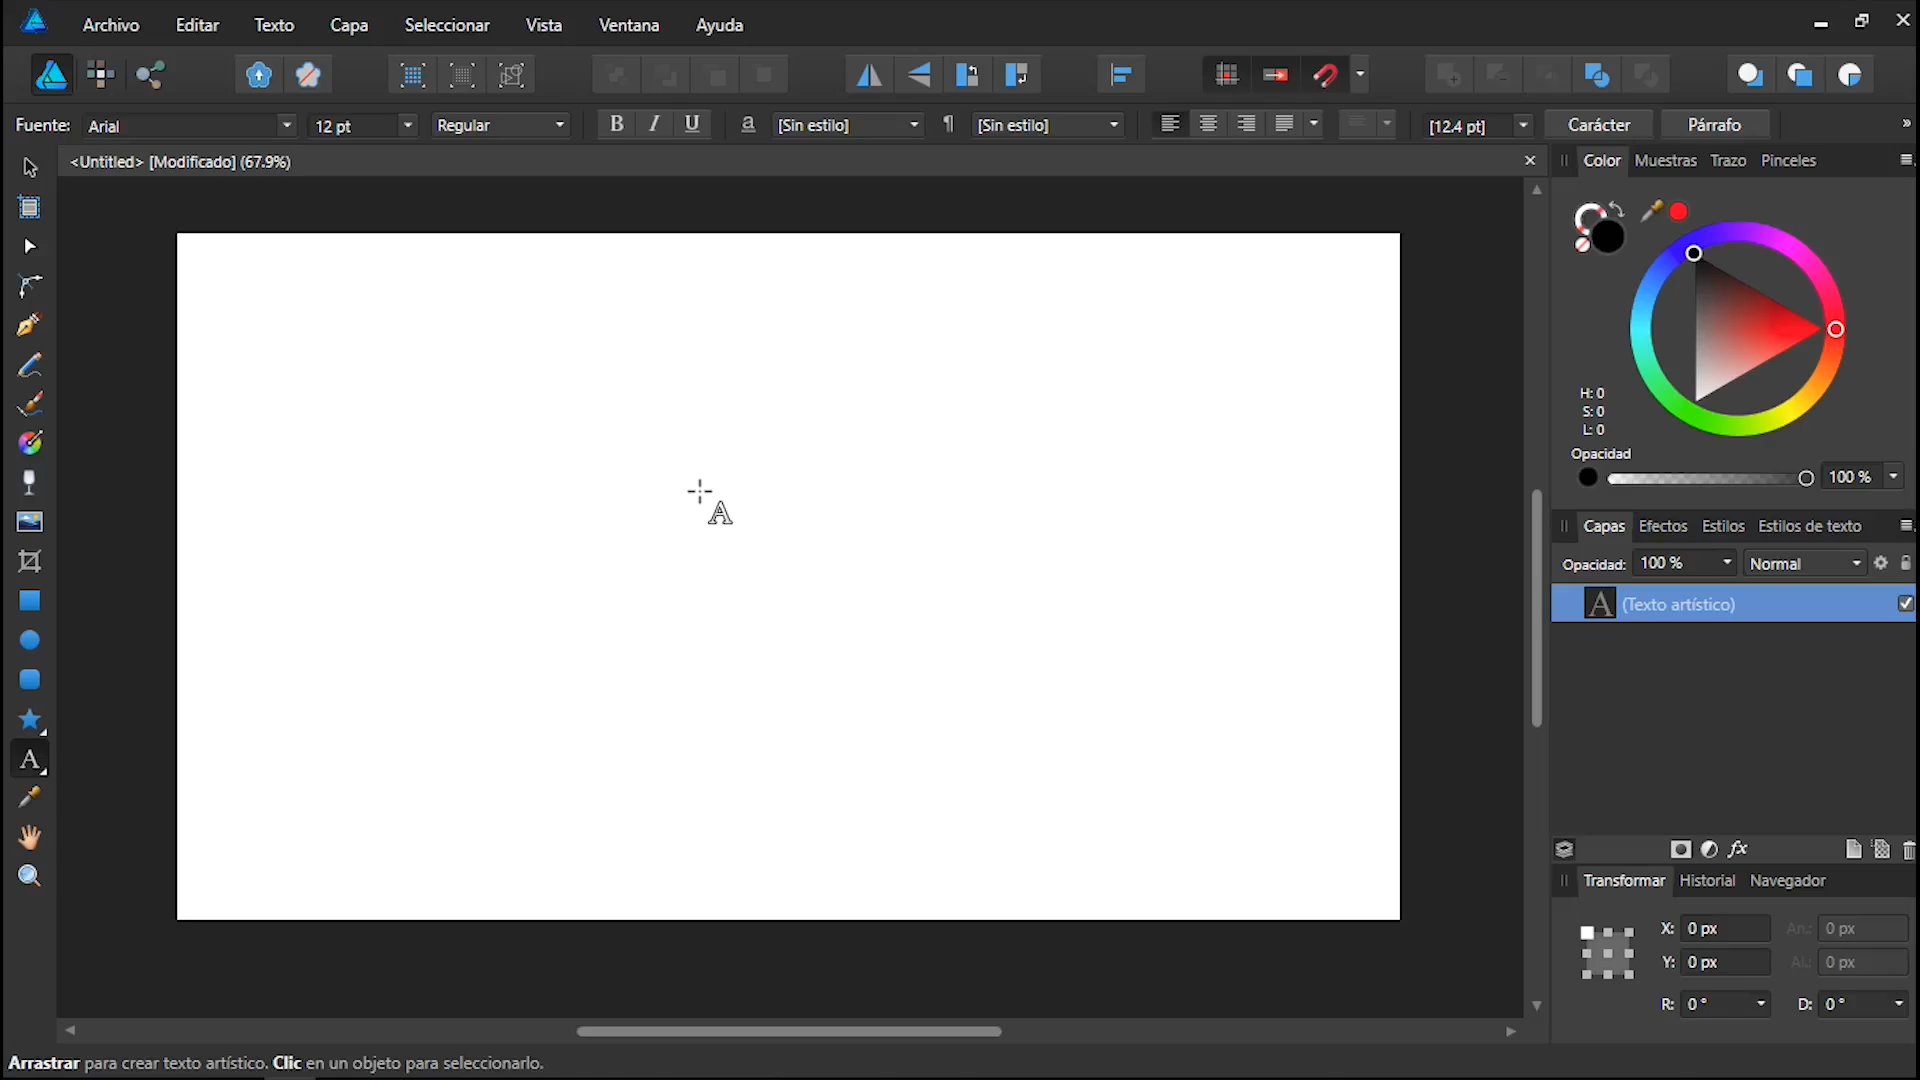 Archivo Editar Texto Capa Seleccionar Vista Ventana Ayuda
Fuente: Arial 12 pt Regular B I U a [Sin estilo] ¶ [Sin estilo] [12.4 pt] Carácter Párrafo »
<Untitled> [Modificado] (67.9%)
Color Muestras Trazo Pinceles
H: 0
S: 0
L: 0
Opacidad
100 %
Capas Efectos Estilos Estilos de texto
Opacidad: 100 % Normal
A (Texto artístico)
A
fx
Transformar Historial Navegador
X: 0 px An.: 0 px
Y: 0 px Al.: 0 px
R: 0 ° D: 0 °
Arrastrar para crear texto artístico. Clic en un objeto para seleccionarlo.